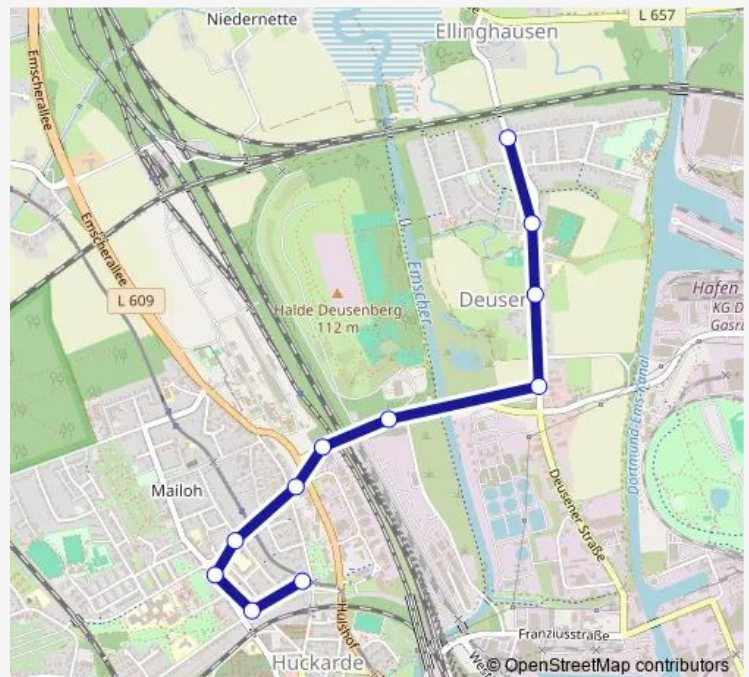 Niedernette
L 657
Ellinghausen
Emscherallee
Emscherallee
L 609
Emscher
Halde Deusenberg
112 m
Deusen
Hafen
KG D
Dortmund-Ems-Kanal
Mailoh
Deusener Straße
Franziusstraße
Huckarde
© OpenStreetMap contributors